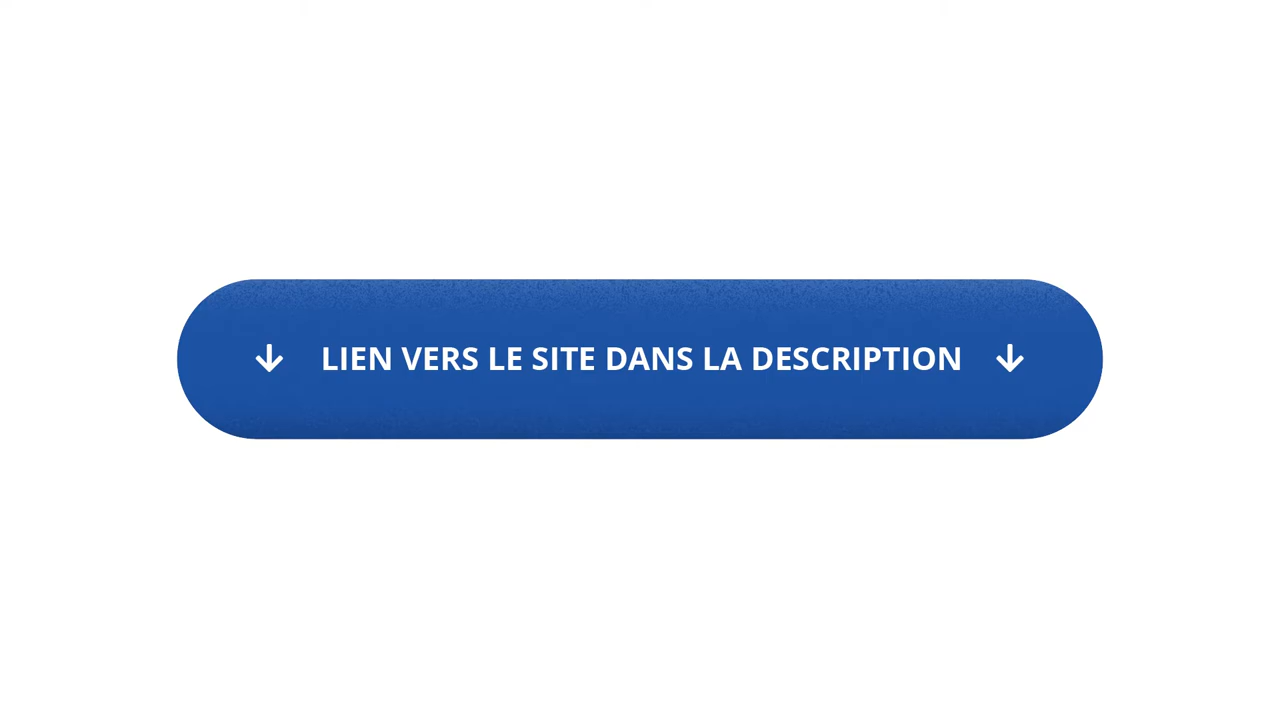 ↓ LIEN VERS LE SITE DANS LA DESCRIPTION ↓